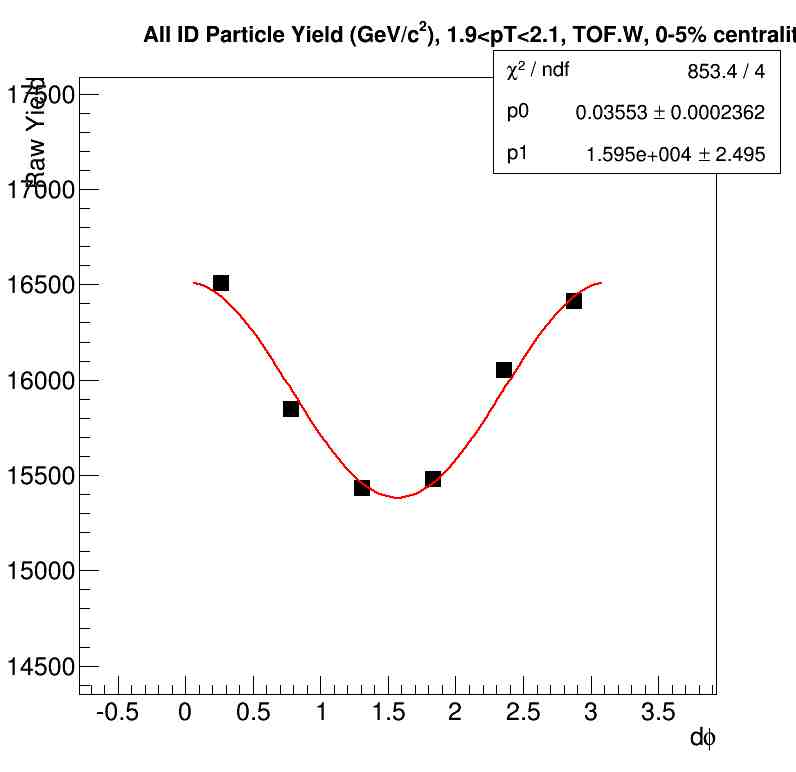 All ID Particle Yield (GeV/c²), 1.9<pT<2.1, TOF.W, 0-5% centralit
χ² / ndf 853.4 / 4
p0 0.03553 ± 0.0002362
p1 1.595e+004 ± 2.495
Raw Yield
17500
17000
16500
16000
15500
15000
14500
-0.5 0 0.5 1 1.5 2 2.5 3 3.5
dϕ